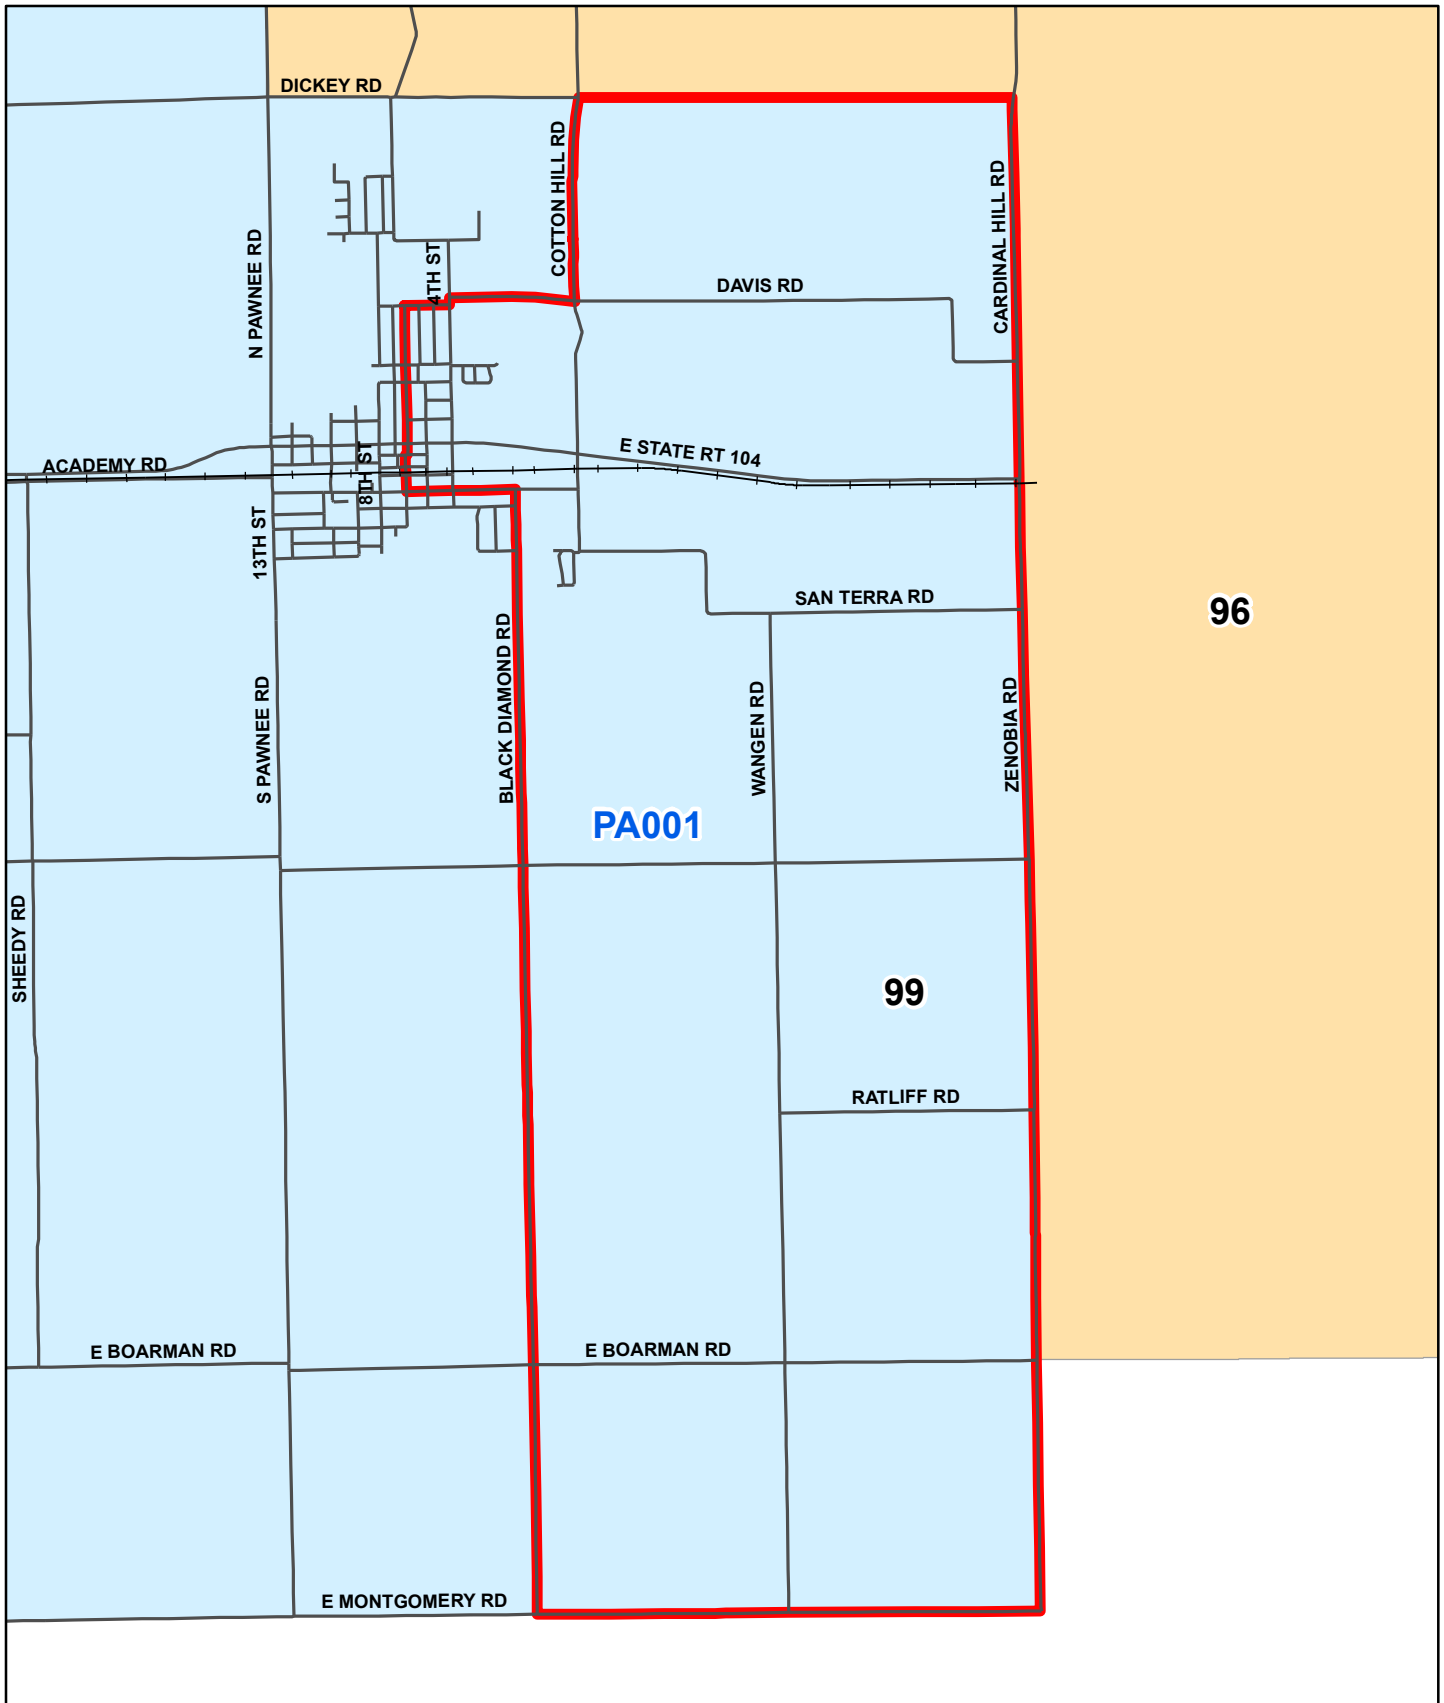 DICKEY RD
COTTON HILL RD
CARDINAL HILL RD
N PAWNEE RD
4TH ST
DAVIS RD
E STATE RT 104
ACADEMY RD
8TH ST
13TH ST
SAN TERRA RD
96
BLACK DIAMOND RD
S PAWNEE RD
WANGEN RD
ZENOBIA RD
PA001
SHEEDY RD
99
RATLIFF RD
E BOARMAN RD
E BOARMAN RD
E MONTGOMERY RD